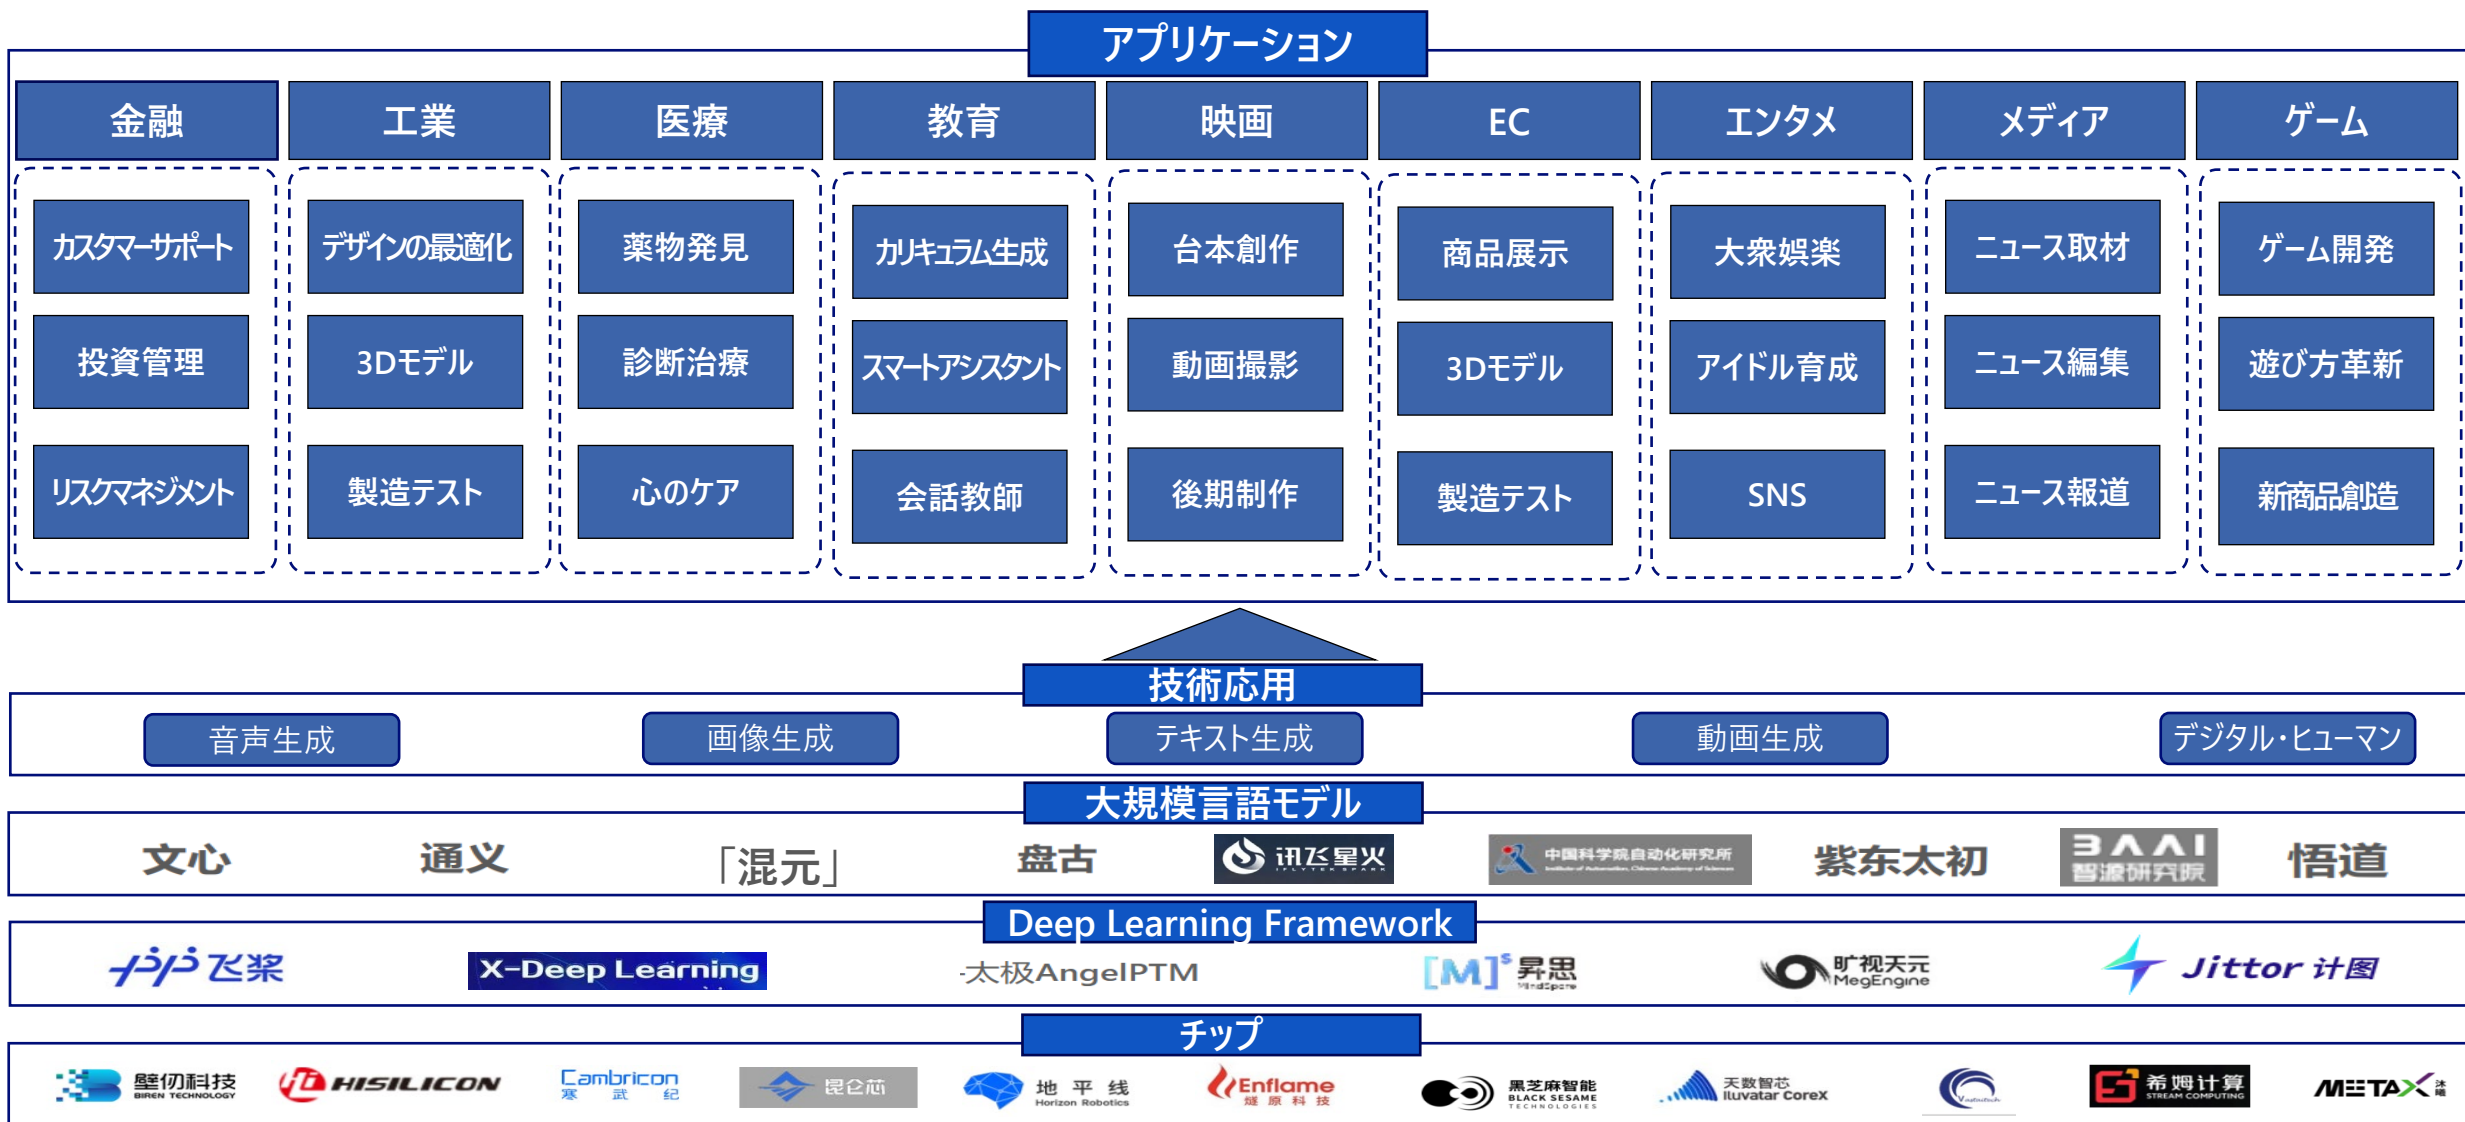 アプリケーション
金融 工業 医療 教育 映画 EC エンタメ メディア ゲーム
カスタマーサポート デザインの最適化 薬物発見 カリキュラム生成 台本創作 商品展示 大衆娯楽 ニュース取材 ゲーム開発
投資管理 3Dモデル 診断治療 スマートアシスタント 動画撮影 3Dモデル アイドル育成 ニュース編集 遊び方革新
リスクマネジメント 製造テスト 心のケア 会話教師 後期制作 製造テスト SNS ニュース報道 新商品創造
技術応用
音声生成 画像生成 テキスト生成 動画生成 デジタル・ヒューマン
大規模言語モデル
文心 通义 「混元」 盘古 讯飞星火 中国科学院自动化研究所 紫东太初 BAAI 悟道
IFLYTEK SPARK Institute of Automation, Chinese Academy of Sciences 智源研究院
Deep Learning Framework
飞桨 X-Deep Learning -太极AngelPTM [M]s 昇思 旷视天元 Jittor 计图
MindSpore MegEngine
チップ
壁仞科技 HISILICON Cambricon 昆仑芯 地平线 Enflame 黑芝麻智能 天数智芯 Vastaitech 希姆计算 METAX 沐曦
BIREN TECHNOLOGY 寒武纪 Horizon Robotics 燧原科技 BLACK SESAME Iluvatar CoreX STREAM COMPUTING
TECHNOLOGIES